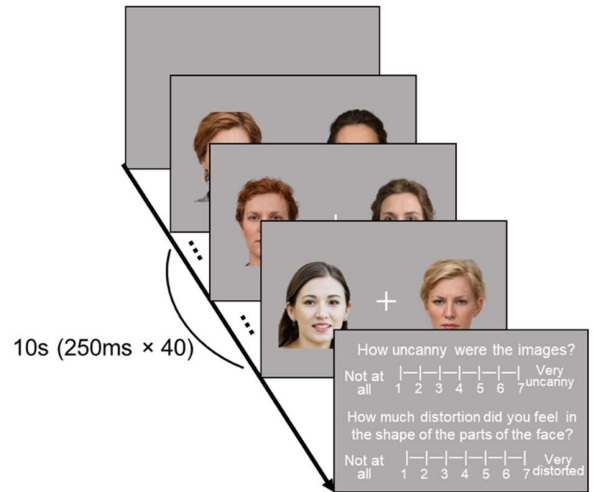 10s (250ms × 40)
How uncanny were the images?
Not at all 1 2 3 4 5 6 7 Very uncanny
How much distortion did you feel in
the shape of the parts of the face?
Not at all 1 2 3 4 5 6 7 Very distorted